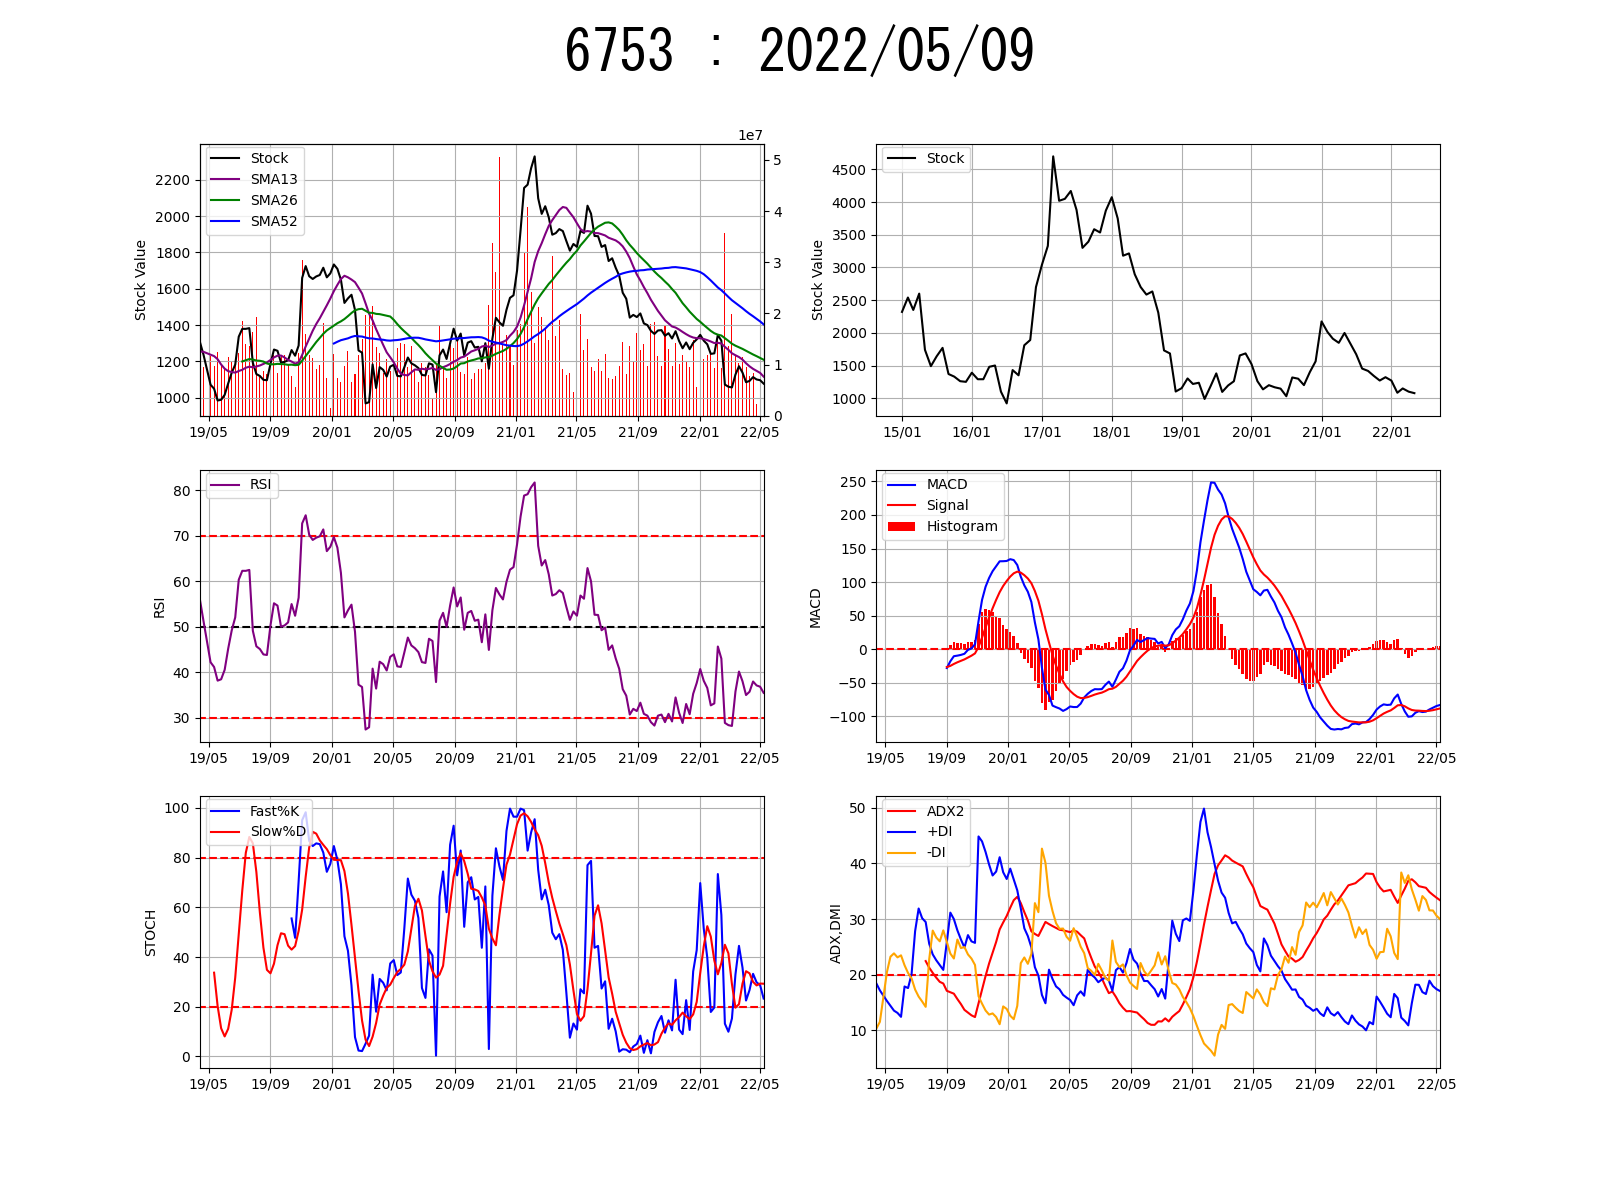 6753 : 2022/05/09
1e7
Stock
SMA13
SMA26
SMA52
Stock Value
2200
2000
1800
1600
1400
1200
1000
5
4
3
2
1
0
19/05 19/09 20/01 20/05 20/09 21/01 21/05 21/09 22/01 22/05
Stock
Stock Value
4500
4000
3500
3000
2500
2000
1500
1000
15/01 16/01 17/01 18/01 19/01 20/01 21/01 22/01
RSI
RSI
80
70
60
50
40
30
19/05 19/09 20/01 20/05 20/09 21/01 21/05 21/09 22/01 22/05
MACD
Signal
Histogram
MACD
250
200
150
100
50
0
−50
−100
19/05 19/09 20/01 20/05 20/09 21/01 21/05 21/09 22/01 22/05
Fast%K
Slow%D
STOCH
100
80
60
40
20
0
19/05 19/09 20/01 20/05 20/09 21/01 21/05 21/09 22/01 22/05
ADX2
+DI
-DI
ADX,DMI
50
40
30
20
10
19/05 19/09 20/01 20/05 20/09 21/01 21/05 21/09 22/01 22/05